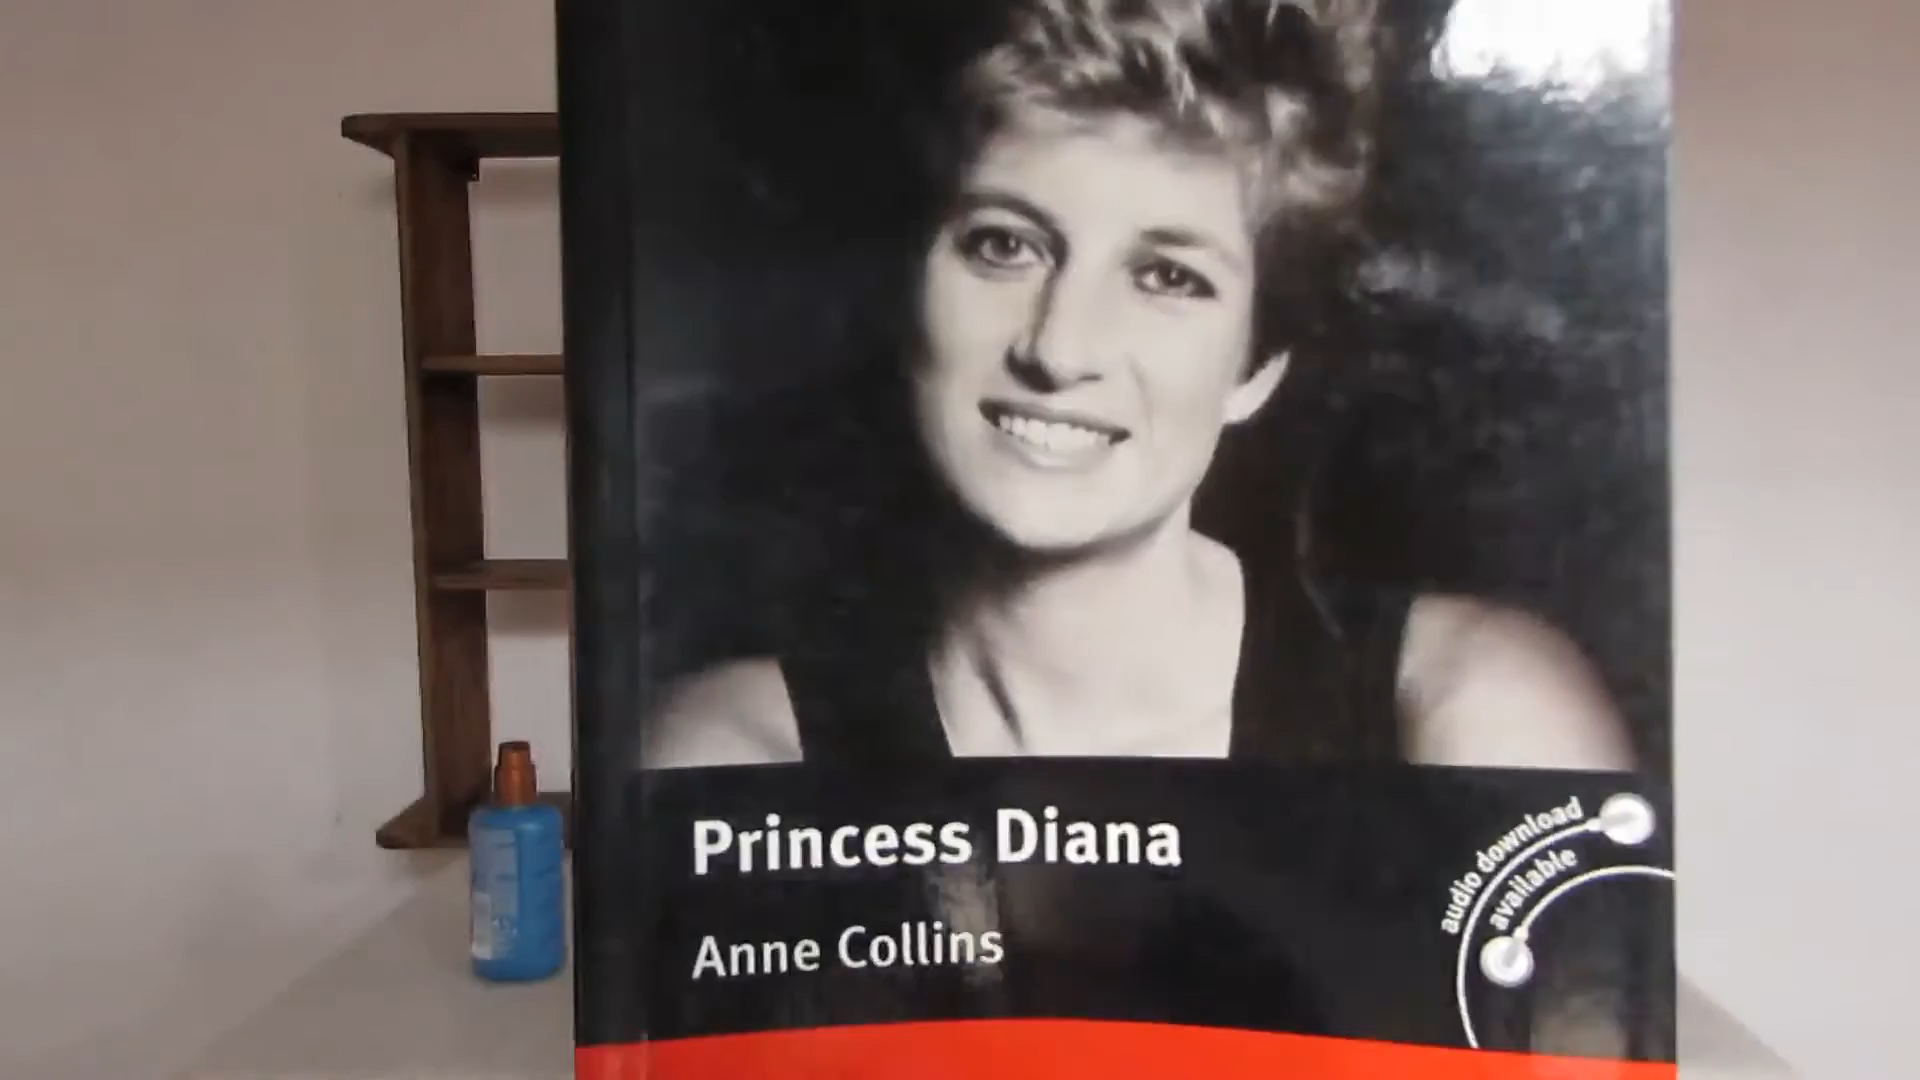 Princess Diana
Anne Collins
audio download
available